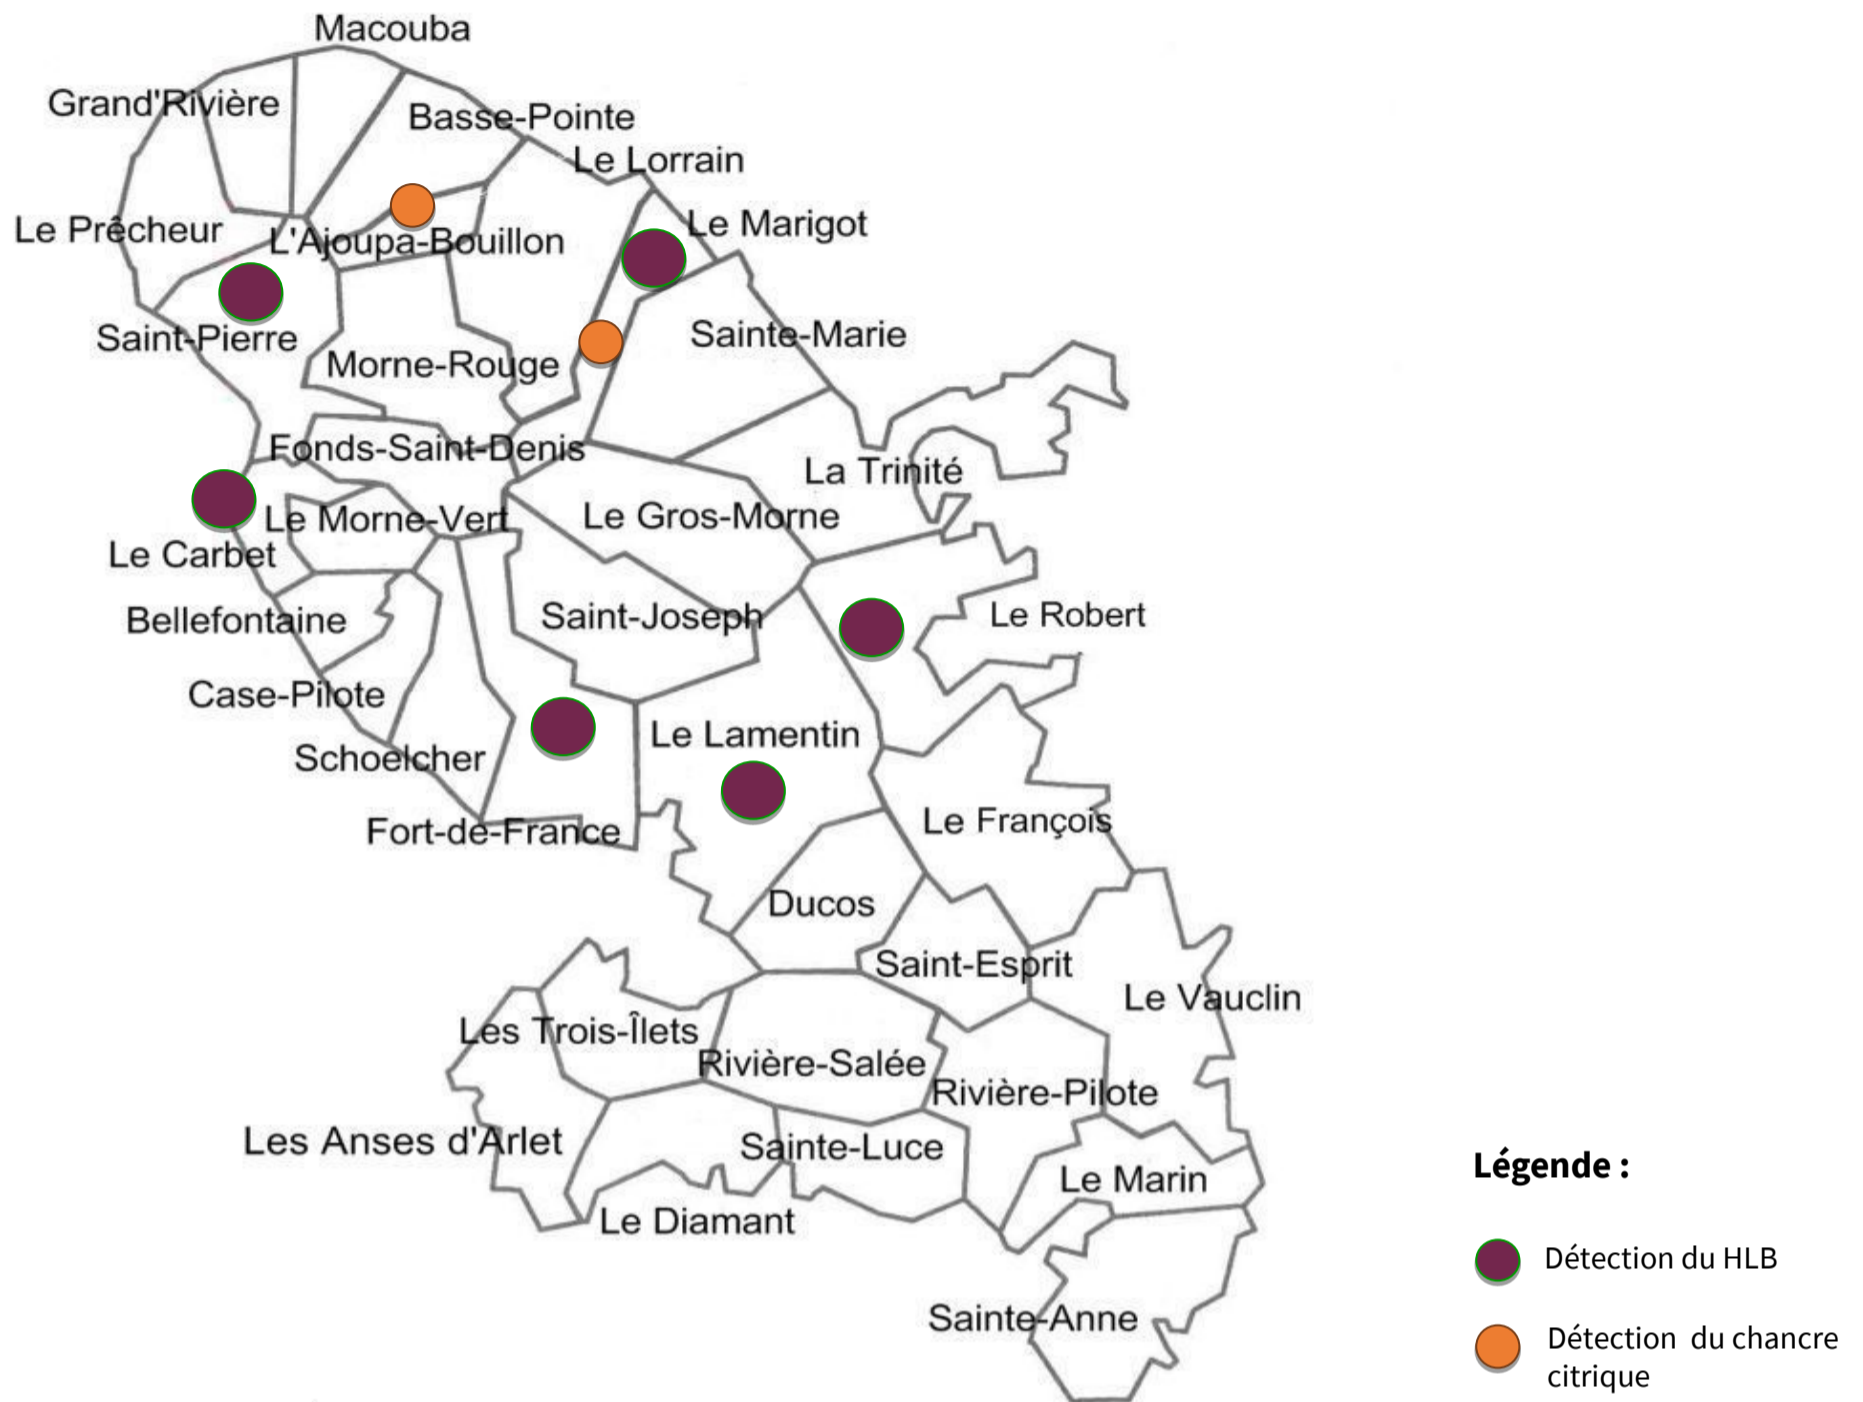 Macouba
Grand'Rivière
Basse-Pointe
Le Lorrain
Le Marigot
Le Prêcheur
L'Ajoupa-Bouillon
Saint-Pierre
Sainte-Marie
Morne-Rouge
Fonds-Saint-Denis
La Trinité
Le Morne-Vert
Le Gros-Morne
Le Carbet
Bellefontaine
Saint-Joseph
Le Robert
Case-Pilote
Le Lamentin
Schoelcher
Fort-de-France
Le François
Ducos
Saint-Esprit
Le Vauclin
Les Trois-Îlets
Rivière-Salée
Rivière-Pilote
Les Anses d'Arlet
Sainte-Luce
Le Marin
Le Diamant
Sainte-Anne
Légende :
Détection du HLB
Détection du chancre
citrique